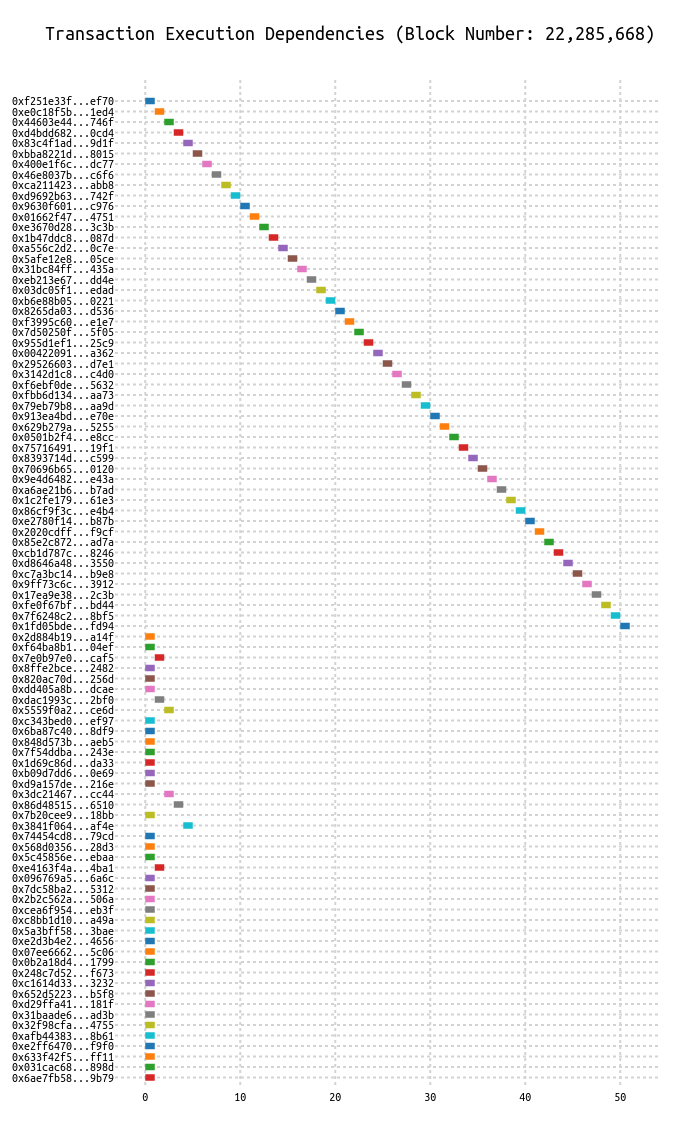 Transaction Execution Dependencies (Block Number: 22,285,668)
0xf251e33f...ef70
0xe0c18f5b...1ed4
0x44603e44...746f
0xd4bdd682...0cd4
0x83c4f1ad...9d1f
0xbba8221d...8015
0x400e1f6c...dc77
0x46e8037b...c6f6
0xca211423...abb8
0xd9692b63...742f
0x9630f601...c976
0x01662f47...4751
0xe3670d28...3c3b
0x1b47ddc8...087d
0xa556c2d2...0c7e
0x5afe12e8...05ce
0x31bc84ff...435a
0xeb213e67...dd4e
0x03dc05f1...edad
0xb6e88b05...0221
0x8265da03...d536
0xf3995c60...e1e7
0x7d50250f...5f05
0x955d1ef1...25c9
0x00422091...a362
0x29526603...d7e1
0x3142d1c8...c4d0
0xf6ebf0de...5632
0xfbb6d134...aa73
0x79eb79b8...aa9d
0x913ea4bd...e70e
0x629b279a...5255
0x0501b2f4...e8cc
0x75716491...19f1
0x8393714d...c599
0x70696b65...0120
0x9e4d6482...e43a
0xa6ae21b6...b7ad
0x1c2fe179...61e3
0x86cf9f3c...e4b4
0xe2780f14...b87b
0x2020cdff...f9cf
0x85e2c872...ad7a
0xcb1d787c...8246
0xd8646a48...3550
0xc7a3bc14...b9e8
0x9ff73c6c...3912
0x17ea9e38...2c3b
0xfe0f67bf...bd44
0x7f6248c2...8bf5
0x1fd05bde...fd94
0x2d884b19...a14f
0xf64ba8b1...04ef
0x7e0b97e0...caf5
0x8ffe2bce...2482
0x820ac70d...256d
0xdd405a8b...dcae
0xdac1993c...2bf0
0x5559f0a2...ce6d
0xc343bed0...ef97
0x6ba87c40...8df9
0x848d573b...aeb5
0x7f54ddba...243e
0x1d69c86d...da33
0xb09d7dd6...0e69
0xd9a157de...216e
0x3dc21467...cc44
0x86d48515...6510
0x7b20cee9...18bb
0x3841f064...af4e
0x74454cd8...79cd
0x568d0356...28d3
0x5c45856e...ebaa
0xe4163f4a...4ba1
0x096769a5...6a6c
0x7dc58ba2...5312
0x2b2c562a...506a
0xcea6f954...eb3f
0xc8bb1d10...a49a
0x5a3bff58...3bae
0xe2d3b4e2...4656
0x07ee6662...5c06
0x0b2a18d4...1799
0x248c7d52...f673
0xc1614d33...3232
0x652d5223...b5f8
0xd29ffa41...181f
0x31baade6...ad3b
0x32f98cfa...4755
0xafb44383...8b61
0xe2ff6470...f9f0
0x633f42f5...ff11
0x031cac68...898d
0x6ae7fb58...9b79
0 10 20 30 40 50